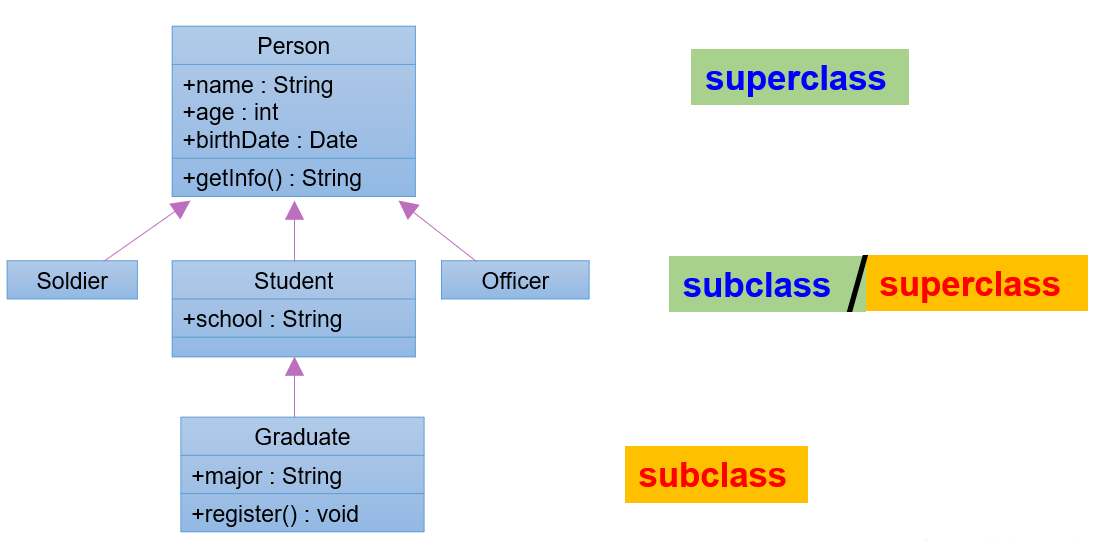 Person
+name : String
+age : int
+birthDate : Date
+getInfo() : String
superclass
Soldier
Student
+school : String
Officer
subclass / superclass
Graduate
+major : String
+register() : void
subclass